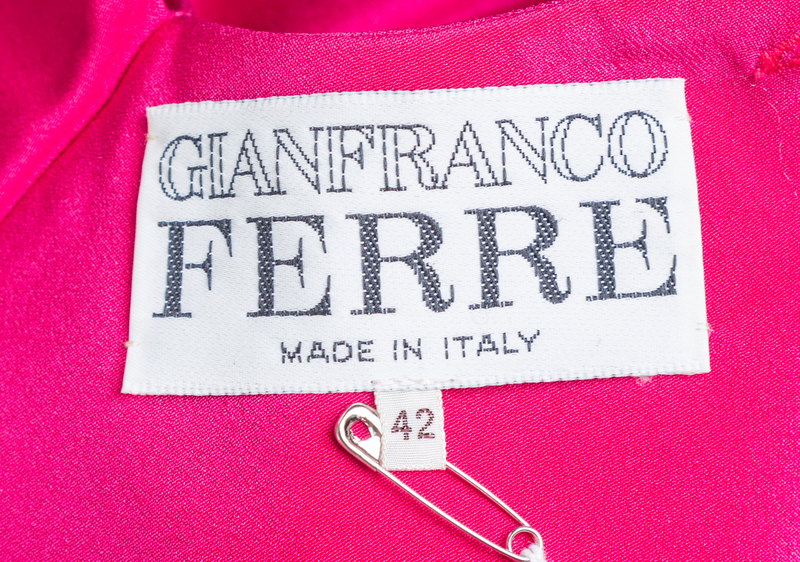 GIANFRANCO
FERRE
MADE IN ITALY
42